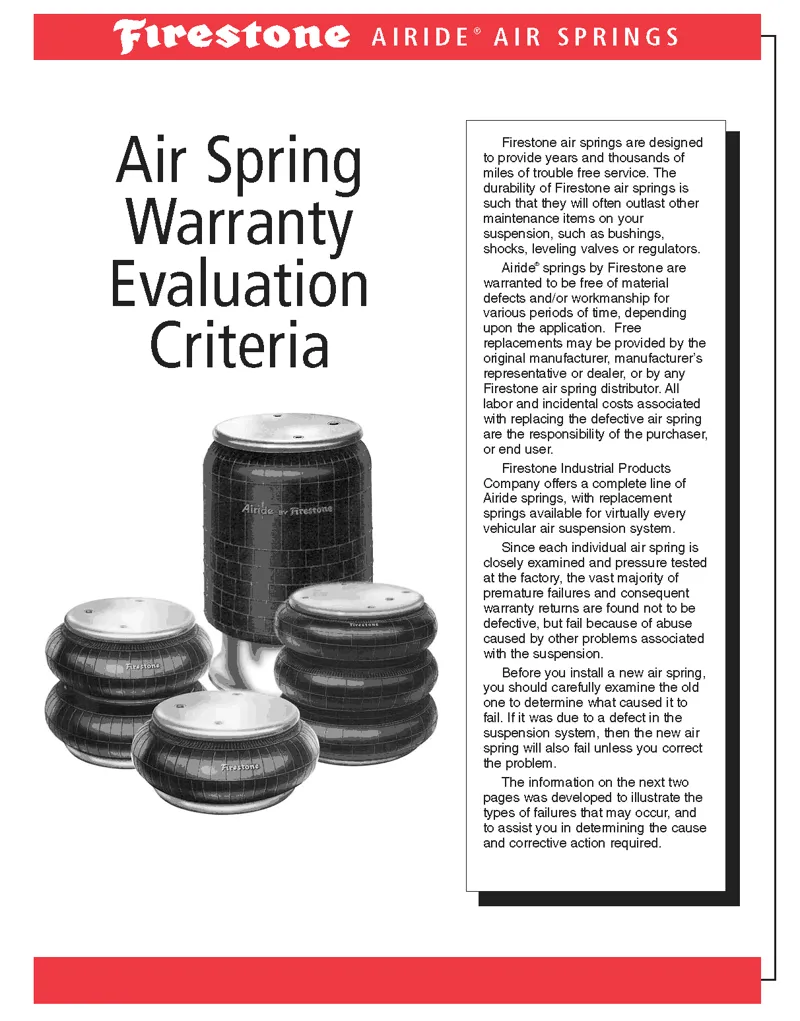 Firestone AIRIDE® AIR SPRINGS
Air Spring
Warranty
Evaluation
Criteria
Airide BY Firestone
Firestone
Firestone
Firestone
Firestone air springs are designed
to provide years and thousands of
miles of trouble free service. The
durability of Firestone air springs is
such that they will often outlast other
maintenance items on your
suspension, such as bushings,
shocks, leveling valves or regulators.
Airide® springs by Firestone are
warranted to be free of material
defects and/or workmanship for
various periods of time, depending
upon the application. Free
replacements may be provided by the
original manufacturer, manufacturer's
representative or dealer, or by any
Firestone air spring distributor. All
labor and incidental costs associated
with replacing the defective air spring
are the responsibility of the purchaser,
or end user.
Firestone Industrial Products
Company offers a complete line of
Airide springs, with replacement
springs available for virtually every
vehicular air suspension system.
Since each individual air spring is
closely examined and pressure tested
at the factory, the vast majority of
premature failures and consequent
warranty returns are found not to be
defective, but fail because of abuse
caused by other problems associated
with the suspension.
Before you install a new air spring,
you should carefully examine the old
one to determine what caused it to
fail. If it was due to a defect in the
suspension system, then the new air
spring will also fail unless you correct
the problem.
The information on the next two
pages was developed to illustrate the
types of failures that may occur, and
to assist you in determining the cause
and corrective action required.